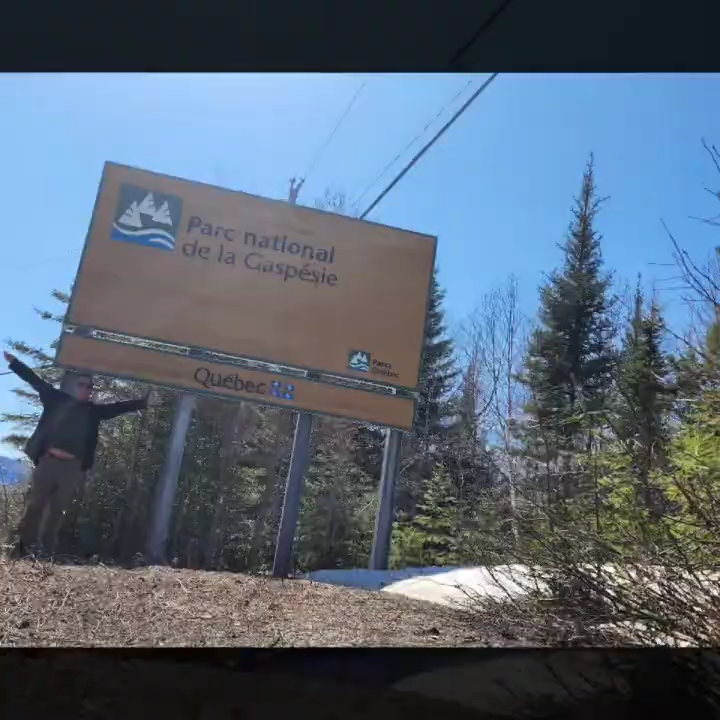 Parc national
de la Gaspésie
Parcs
Québec
Québec